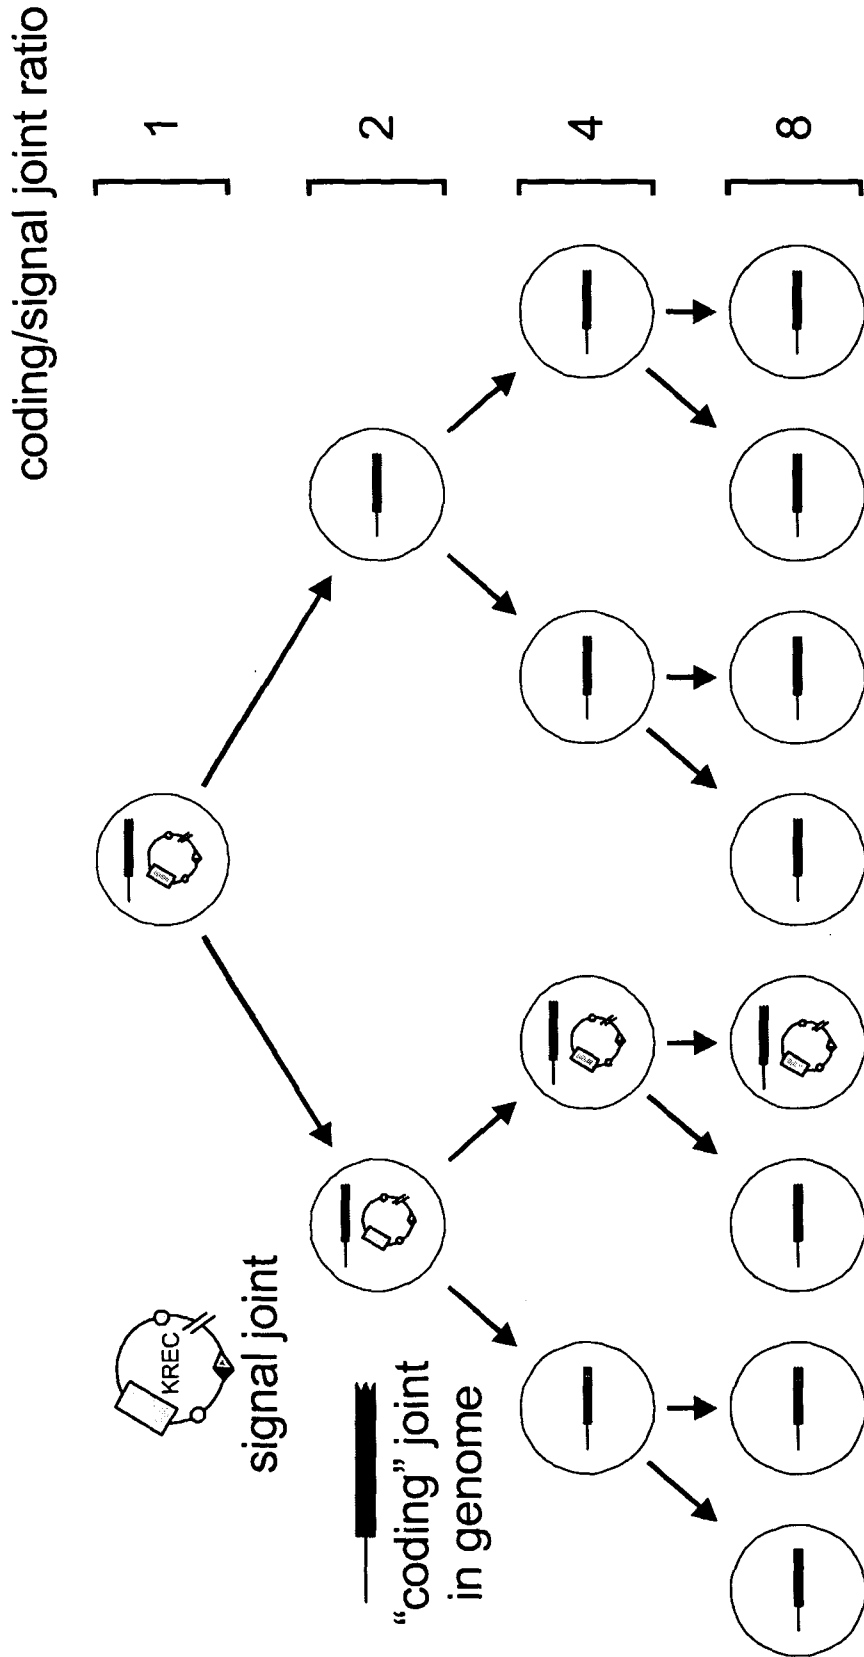 coding/signal joint ratio
1
KREC
signal joint
2
“coding” joint
in genome
4
8